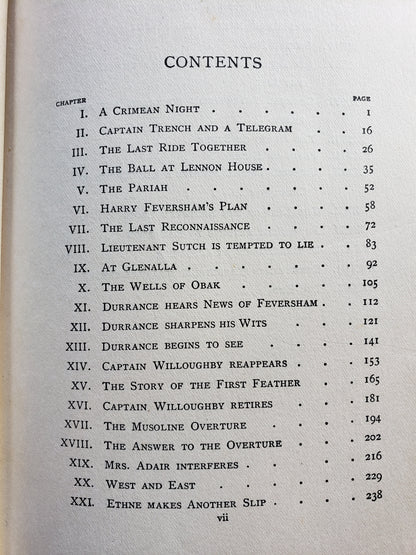 CONTENTS
CHAPTER PAGE
I. A Crimean Night . . . . 1
II. Captain Trench and a Telegram . . 16
III. The Last Ride Together . . . 26
IV. The Ball at Lennon House . . . 35
V. The Pariah . . . . . 52
VI. Harry Feversham's Plan . . . 58
VII. The Last Reconnaissance . . . 72
VIII. Lieutenant Sutch is tempted to lie . . 83
IX. At Glenalla . . . . . 92
X. The Wells of Obak . . . . 105
XI. Durrance hears News of Feversham . . 112
XII. Durrance sharpens his Wits . . . 121
XIII. Durrance begins to see . . . 141
XIV. Captain Willoughby reappears . . . 153
XV. The Story of the First Feather . . 165
XVI. Captain Willoughby retires . . . 181
XVII. The Musoline Overture . . . 194
XVIII. The Answer to the Overture . . . 202
XIX. Mrs. Adair interferes . . . . 216
XX. West and East . . . . 229
XXI. Ethne makes Another Slip . . . 238
vii